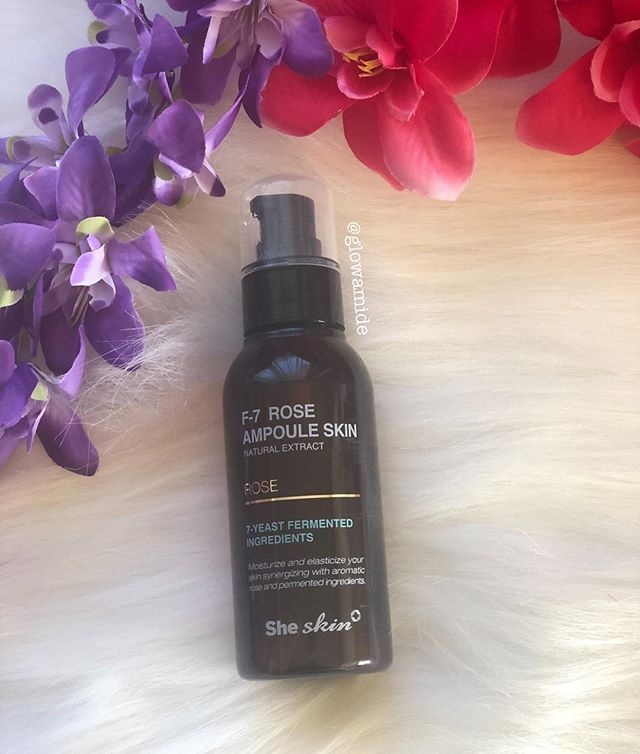 @glowamide
F-7 ROSE
AMPOULE SKIN
NATURAL EXTRACT
ROSE
7-YEAST FERMENTED
INGREDIENTS
Moisturize and elasticize your
skin synergizing with aromatic
rose and permented ingredients.
She skin